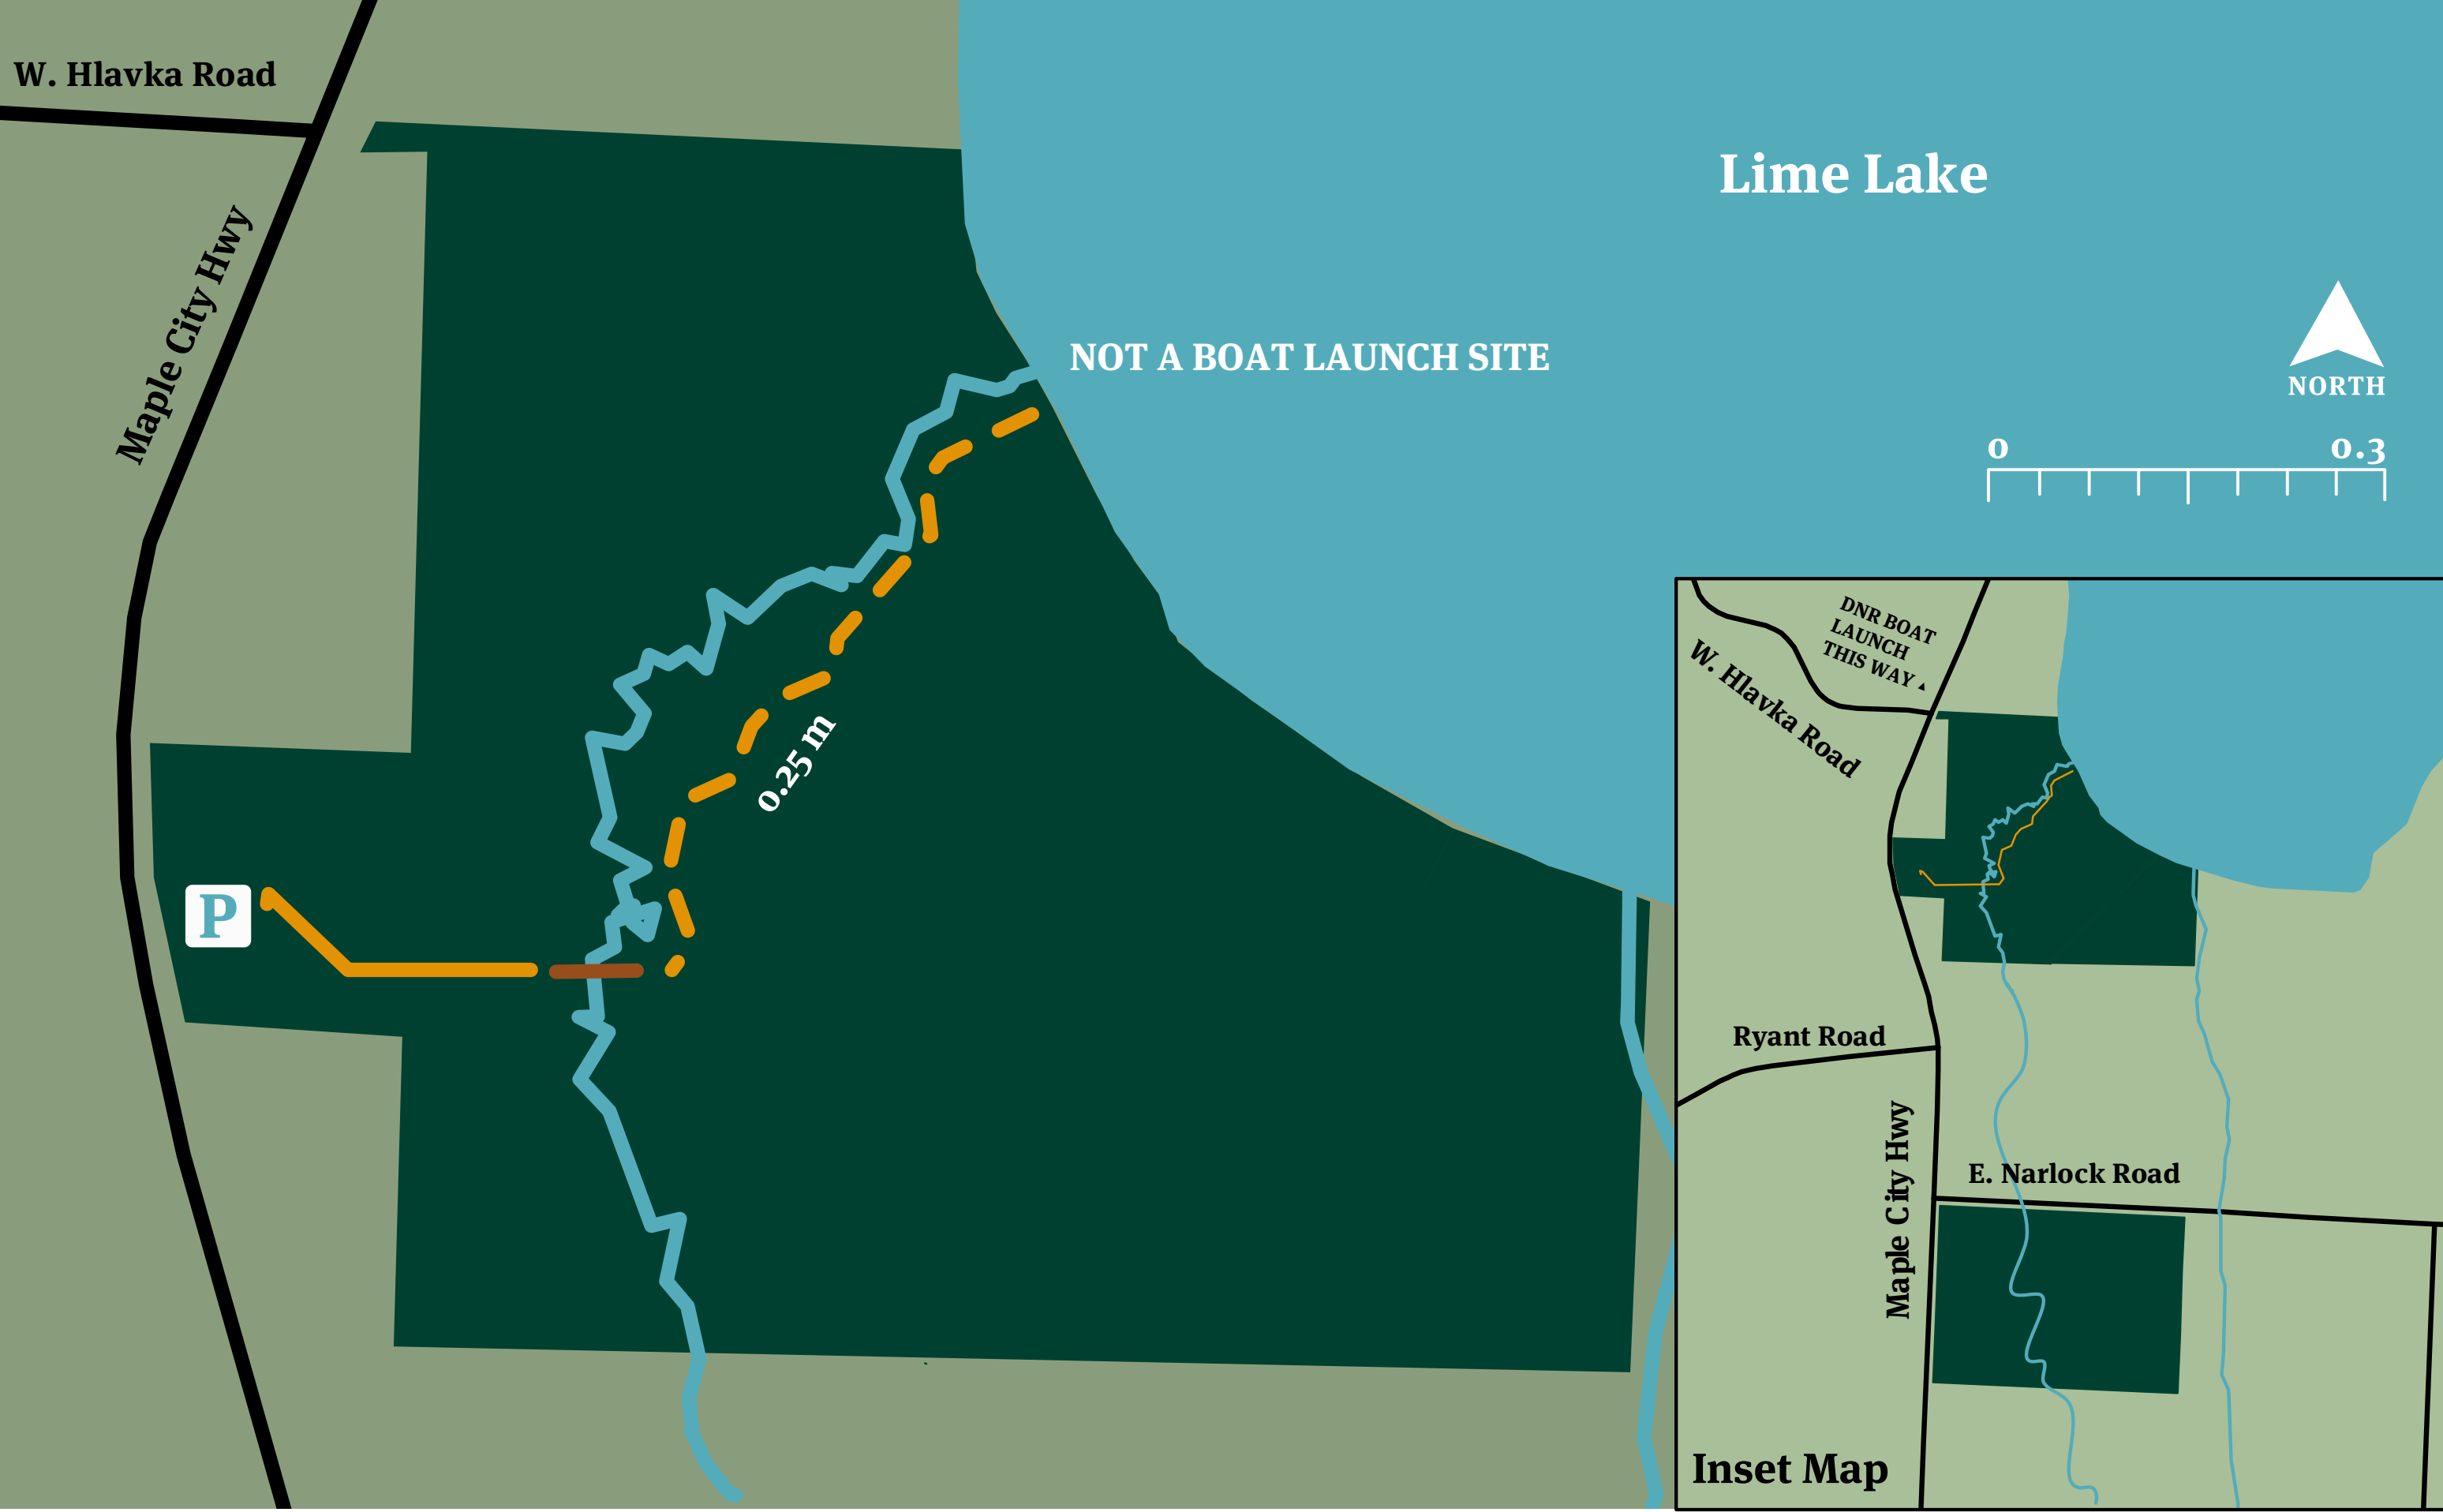 W. Hlavka Road
Maple City Hwy
Lime Lake
NOT A BOAT LAUNCH SITE
NORTH
0 0.3
0.25 m
P
DNR BOAT
LAUNCH
THIS WAY ▲
W. Hlavka Road
Ryant Road
Maple City Hwy
E. Narlock Road
Inset Map